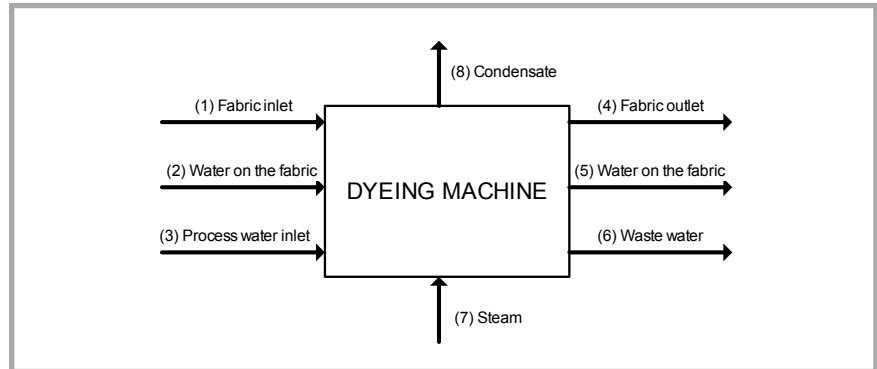 (8) Condensate
(1) Fabric inlet
(4) Fabric outlet
(2) Water on the fabric
DYEING MACHINE
(5) Water on the fabric
(3) Process water inlet
(6) Waste water
(7) Steam